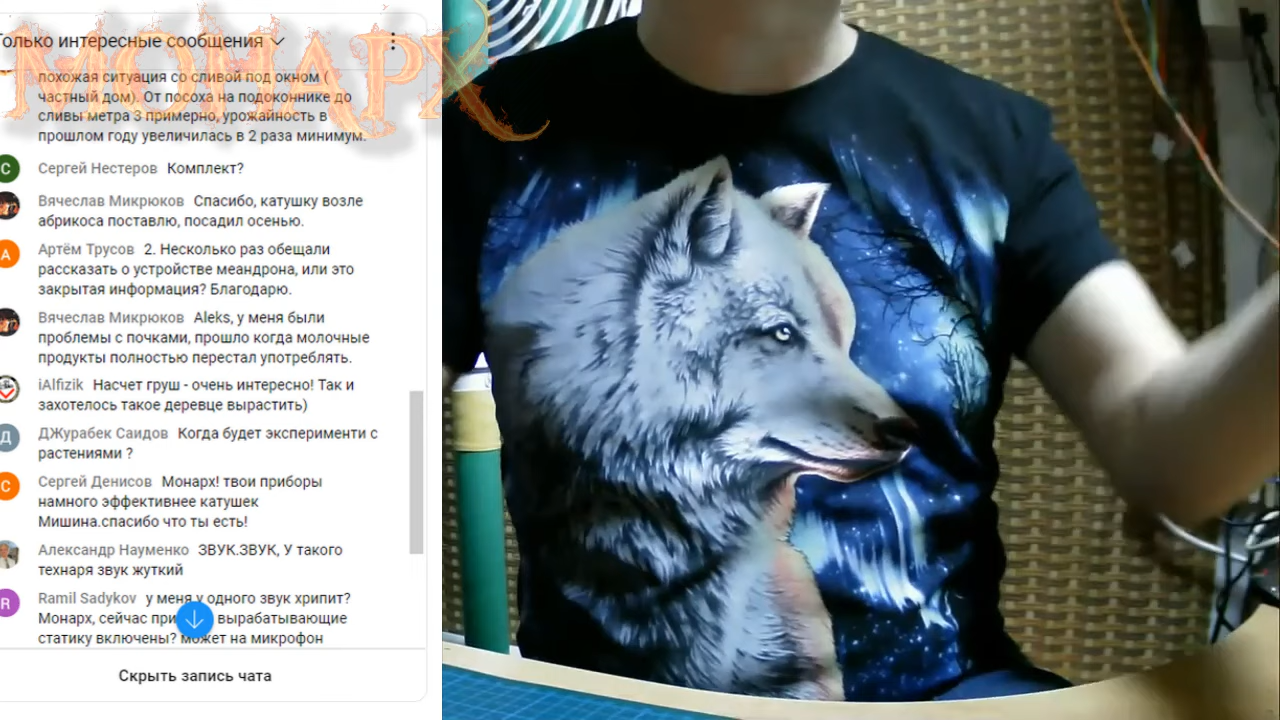 Только интересные сообщения
МОНАРХ
похожая ситуация со сливой под окном (
частный дом). От посоха на подоконнике до
сливы метра 3 примерно, урожайность в
прошлом году увеличилась в 2 раза минимум.
С Сергей Нестеров Комплект?
Вячеслав Микрюков Спасибо, катушку возле
абрикоса поставлю, посадил осенью.
А Артём Трусов 2. Несколько раз обещали
рассказать о устройстве меандрона, или это
закрытая информация? Благодарю.
Вячеслав Микрюков Aleks, у меня были
проблемы с почками, прошло когда молочные
продукты полностью перестал употреблять.
iAlfizik Насчет груш - очень интересно! Так и
захотелось такое деревце вырастить)
Д ДЖурабек Саидов Когда будет эксперименти с
растениями ?
С Сергей Денисов Монарх! твои приборы
намного эффективнее катушек
Мишина.спасибо что ты есть!
Александр Науменко ЗВУК.ЗВУК, У такого
технаря звук жуткий
R Ramil Sadykov у меня у одного звук хрипит?
Монарх, сейчас при вырабатывающие
статику включены? может на микрофон
Скрыть запись чата